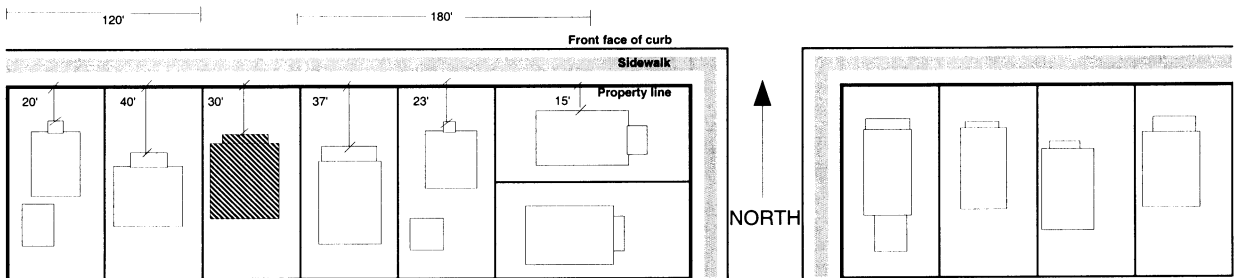 120'
180'
Front face of curb
Sidewalk
Property line
20'
40'
30'
37'
23'
15'
NORTH